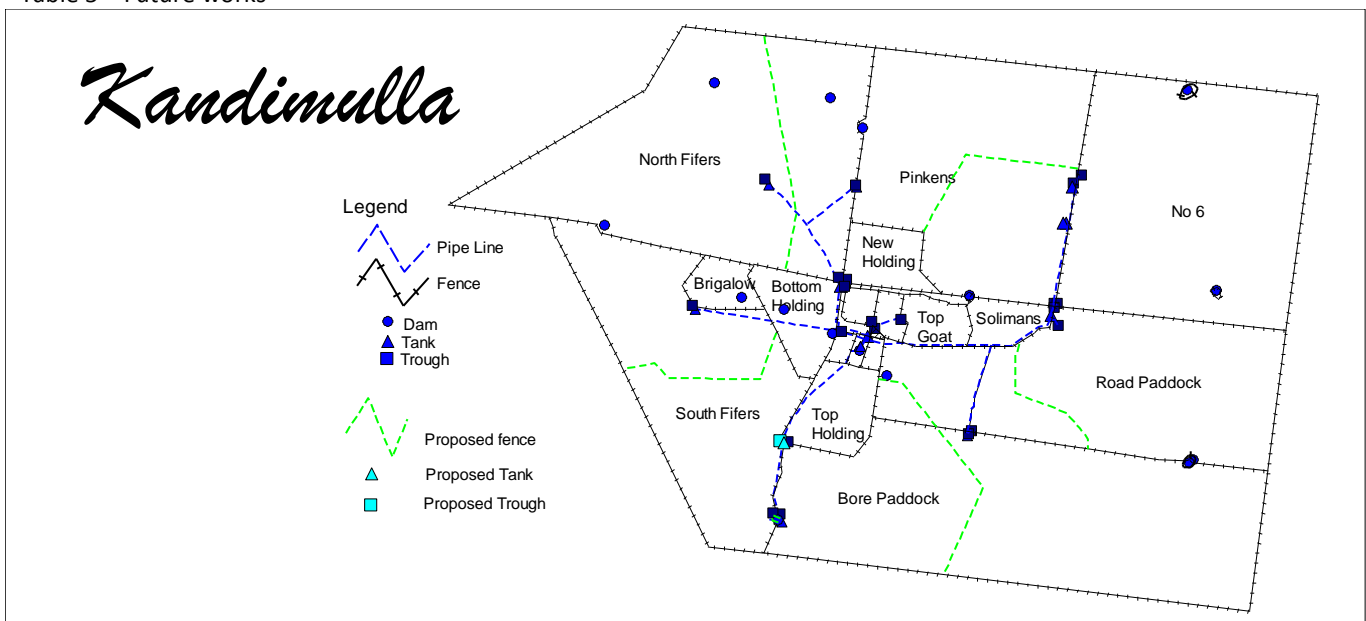 Table 5 – Future works
Kandimulla
Legend
Pipe Line
Fence
Dam
Tank
Trough
Proposed fence
Proposed Tank
Proposed Trough
North Fifers
Pinkens
No 6
New
Holding
Brigalow
Bottom
Holding
Top
Goat
Solimans
Road Paddock
South Fifers
Top
Holding
Bore Paddock